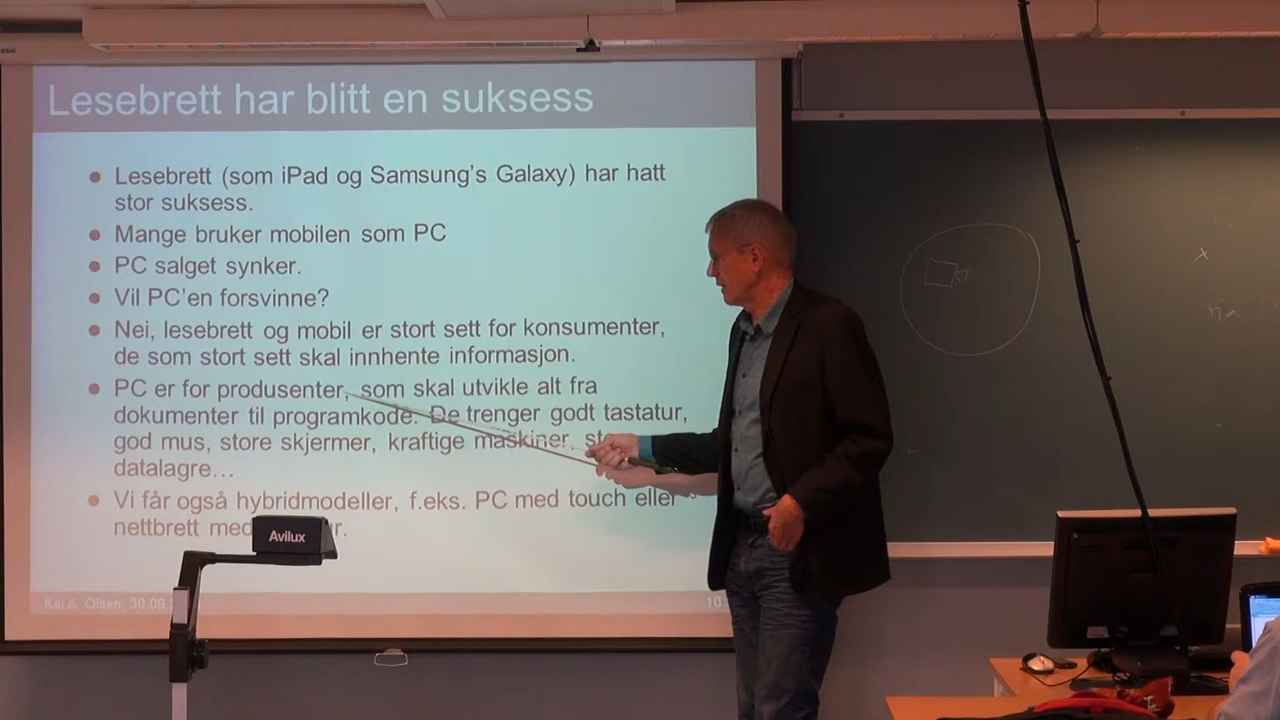 Lesebrett har blitt en suksess
Lesebrett (som iPad og Samsung's Galaxy) har hatt
stor suksess.
Mange bruker mobilen som PC
PC salget synker.
Vil PC'en forsvinne?
Nei, lesebrett og mobil er stort sett for konsumenter,
de som stort sett skal innhente informasjon.
PC er for produsenter, som skal utvikle alt fra
dokumenter til programkode. De trenger godt tastatur,
god mus, store skjermer, kraftige maskiner,
datalagre…
Vi får også hybridmodeller, f.eks. PC med touch eller
nettbrett med
Avilux
Kai A. Olsen, 30.09.
10